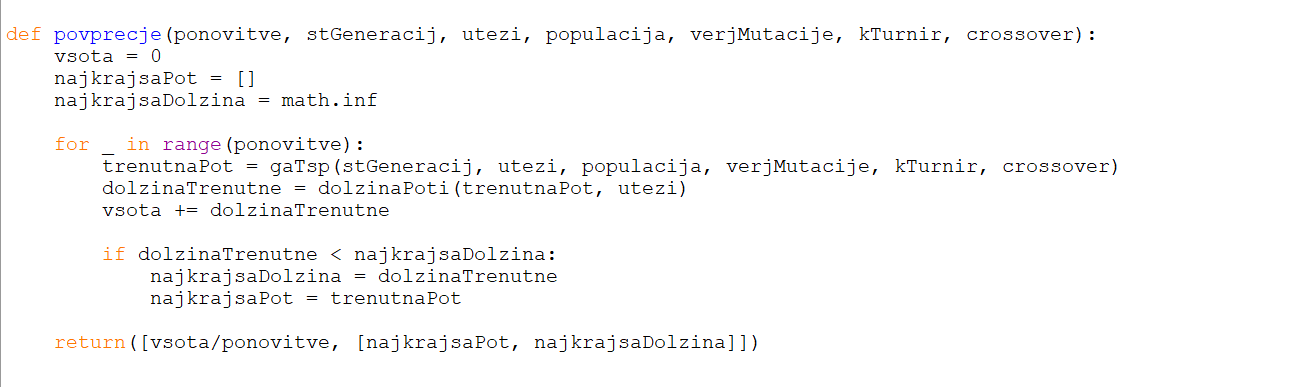 def povprecje(ponovitve, stGeneracij, utezi, populacija, verjMutacije, kTurnir, crossover):
    vsota = 0
    najkrajsaPot = []
    najkrajsaDolzina = math.inf
    for _ in range(ponovitve):
        trenutnaPot = gaTsp(stGeneracij, utezi, populacija, verjMutacije, kTurnir, crossover)
        dolzinaTrenutne = dolzinaPoti(trenutnaPot, utezi)
        vsota += dolzinaTrenutne
        if dolzinaTrenutne < najkrajsaDolzina:
            najkrajsaDolzina = dolzinaTrenutne
            najkrajsaPot = trenutnaPot
    return([vsota/ponovitve, [najkrajsaPot, najkrajsaDolzina]])